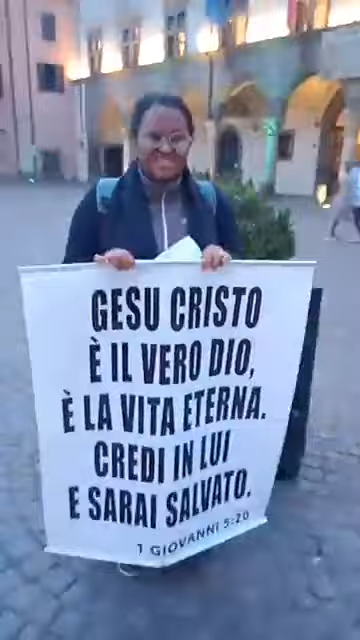 GESU CRISTO
È IL VERO DIO,
È LA VITA ETERNA.
CREDI IN LUI
E SARAI SALVATO.
1 GIOVANNI 5:20